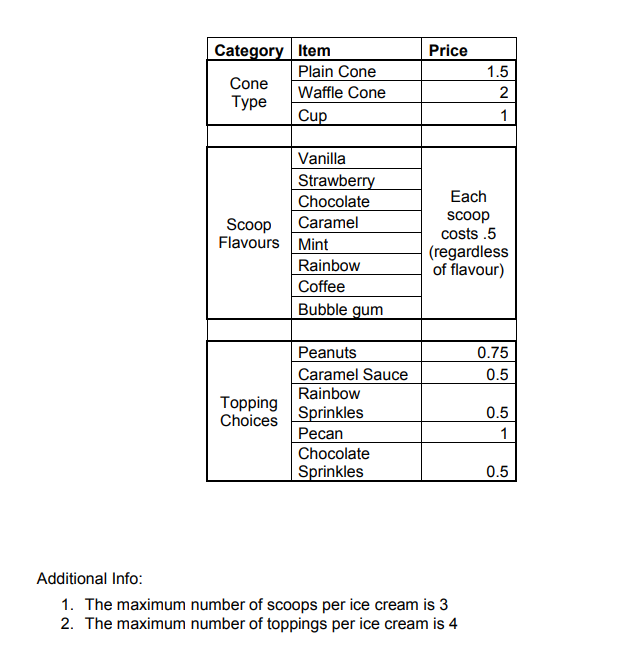 Category Item Price
Cone
Type
Plain Cone 1.5
Waffle Cone 2
Cup 1
Scoop
Flavours
Vanilla
Strawberry
Chocolate
Caramel
Mint
Rainbow
Coffee
Bubble gum
Each
scoop
costs .5
(regardless
of flavour)
Topping
Choices
Peanuts 0.75
Caramel Sauce 0.5
Rainbow
Sprinkles 0.5
Pecan 1
Chocolate
Sprinkles 0.5
Additional Info:
1. The maximum number of scoops per ice cream is 3
2. The maximum number of toppings per ice cream is 4